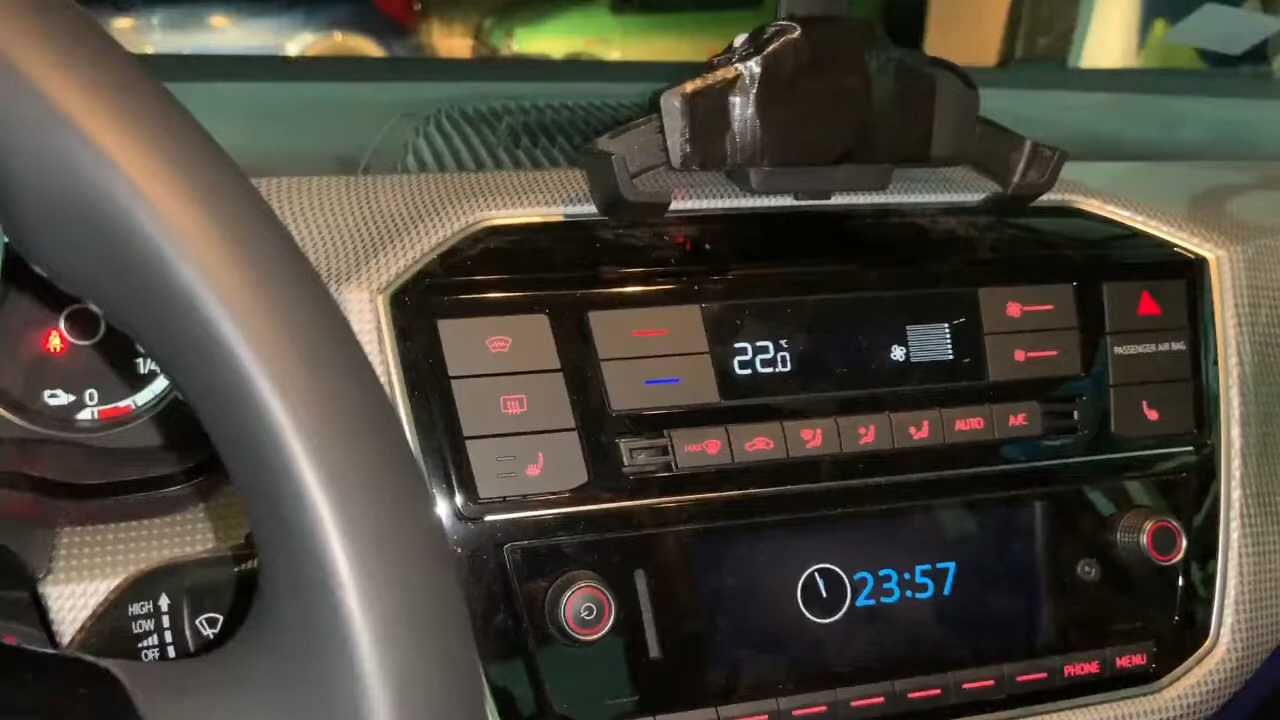 PASSENGER AIR BAG
22.0 °C
1/4
0
MAX
AUTO
A/C
23:57
HIGH
LOW
OFF
PHONE
MENU